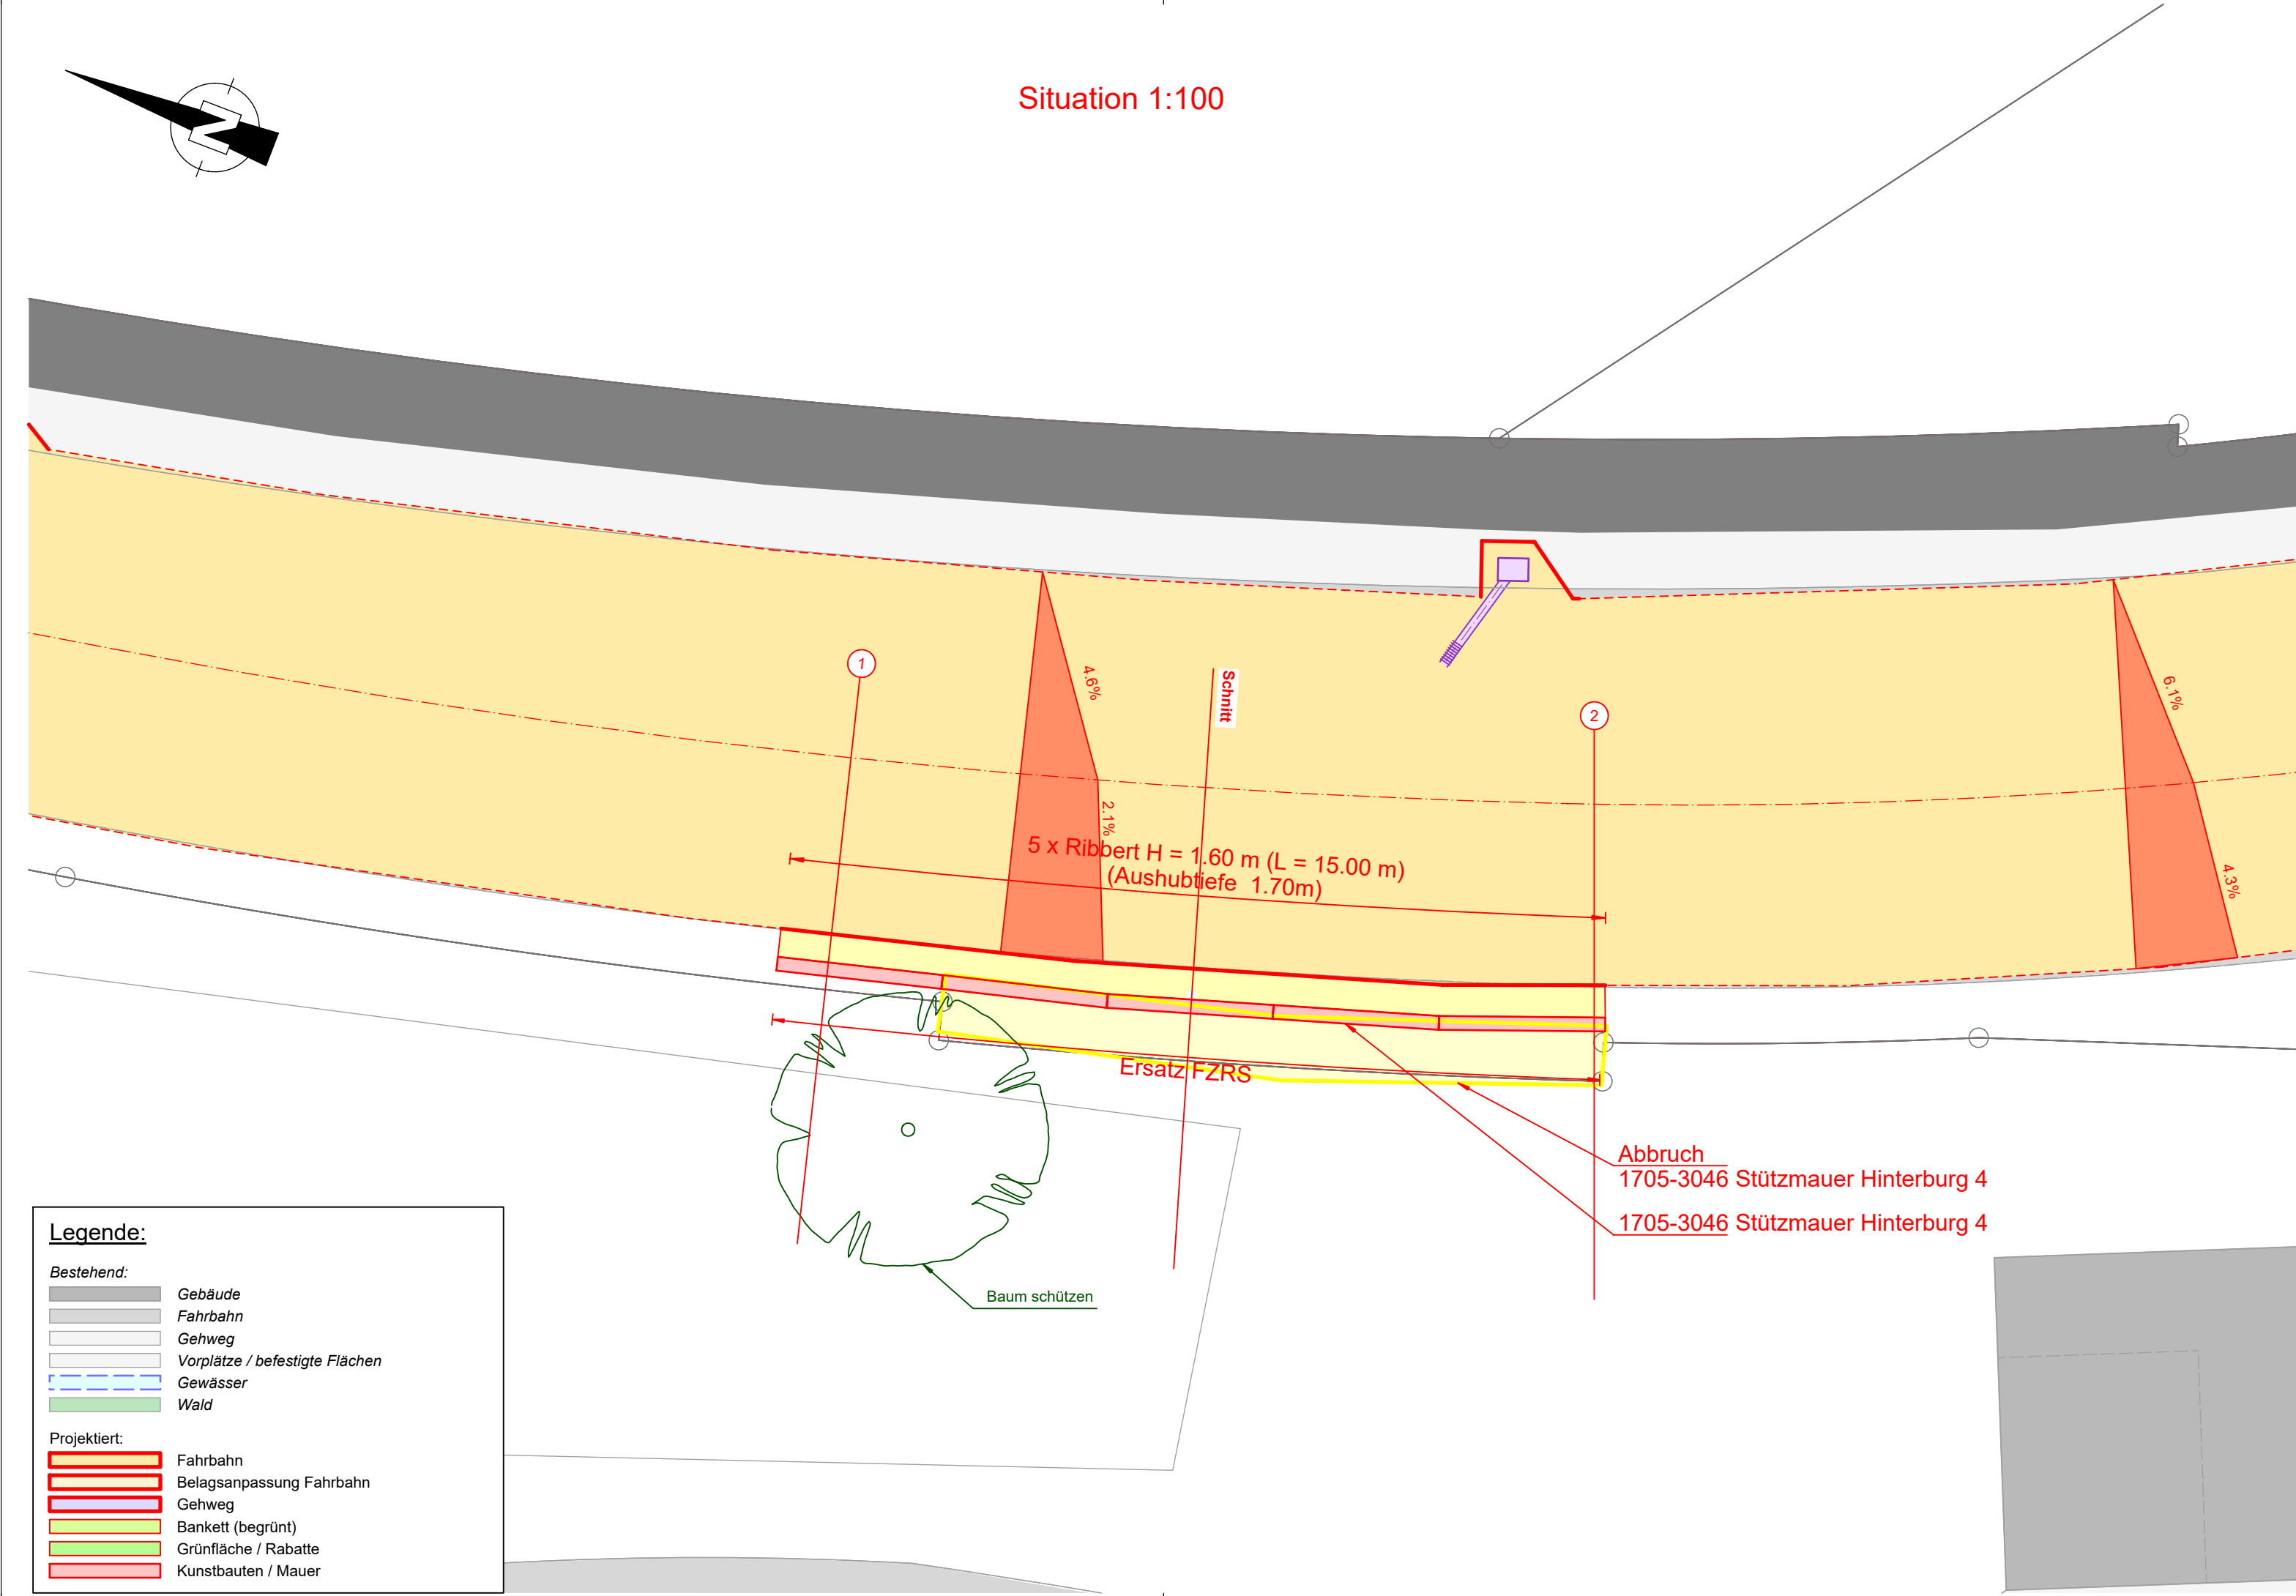 Situation 1:100
N
1
4.6%
Schnitt
6.1%
2
2.1%
5 x Ribbert H = 1.60 m (L = 15.00 m)
(Aushubtiefe 1.70m)
4.3%
Ersatz FZRS
Abbruch
1705-3046 Stützmauer Hinterburg 4
1705-3046 Stützmauer Hinterburg 4
Baum schützen
Legende:
Bestehend:
Gebäude
Fahrbahn
Gehweg
Vorplätze / befestigte Flächen
Gewässer
Wald
Projektiert:
Fahrbahn
Belagsanpassung Fahrbahn
Gehweg
Bankett (begrünt)
Grünfläche / Rabatte
Kunstbauten / Mauer